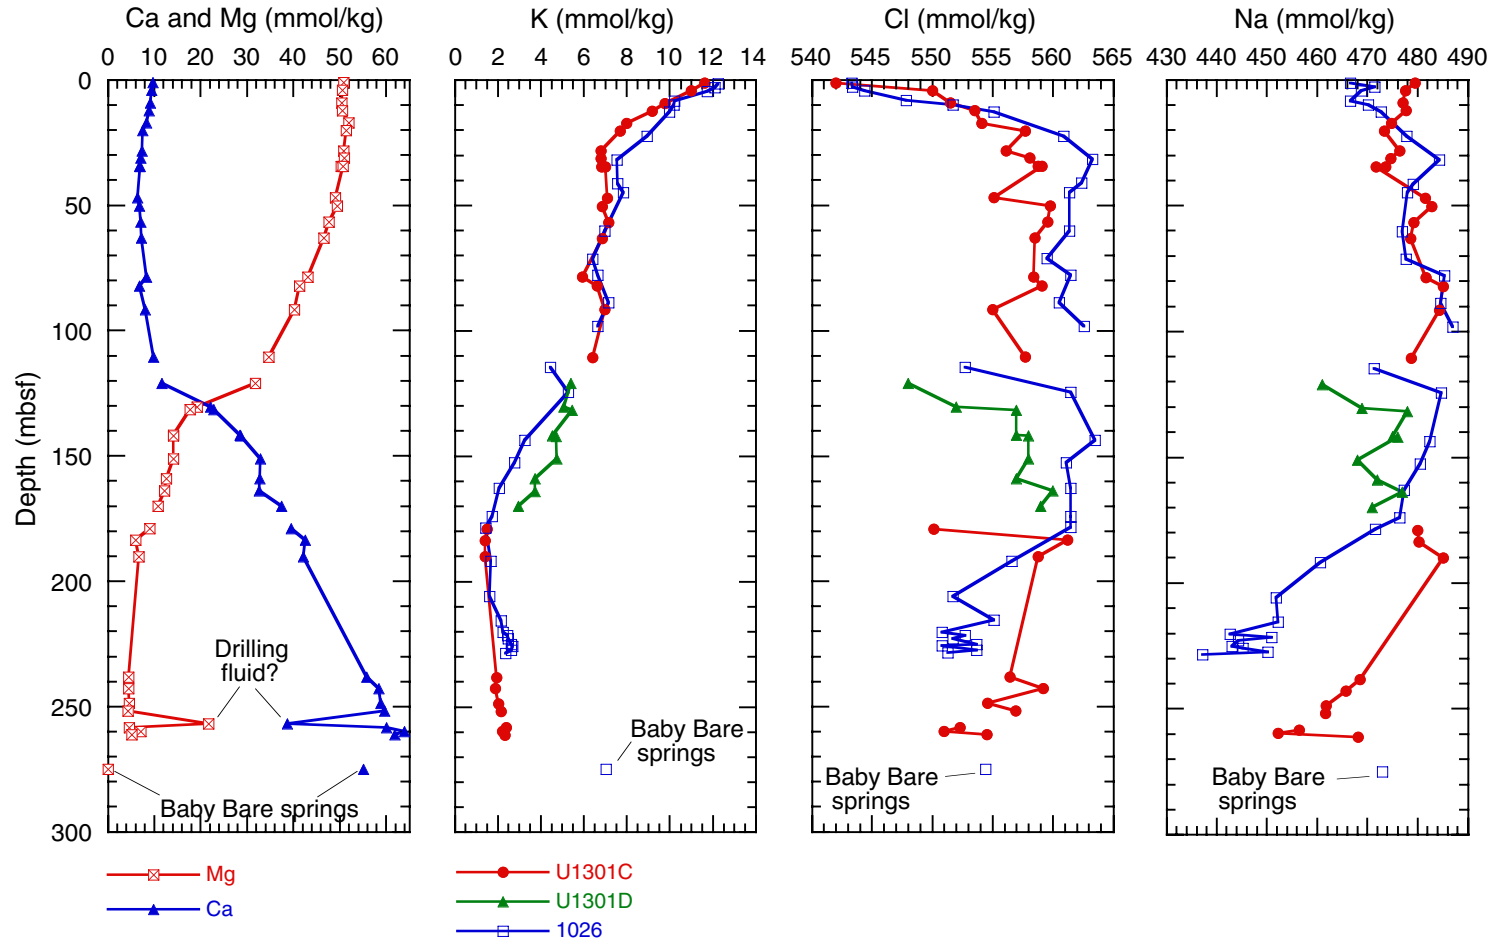 Ca and Mg (mmol/kg) K (mmol/kg) Cl (mmol/kg) Na (mmol/kg)
0 10 20 30 40 50 60 0 2 4 6 8 10 12 14 540 545 550 555 560 565 430 440 450 460 470 480 490
Depth (mbsf)
0
50
100
150
200
250
300
Drilling
fluid?
Baby Bare springs
Baby Bare
springs
Baby Bare
springs
Baby Bare
springs
Mg
Ca
U1301C
U1301D
1026